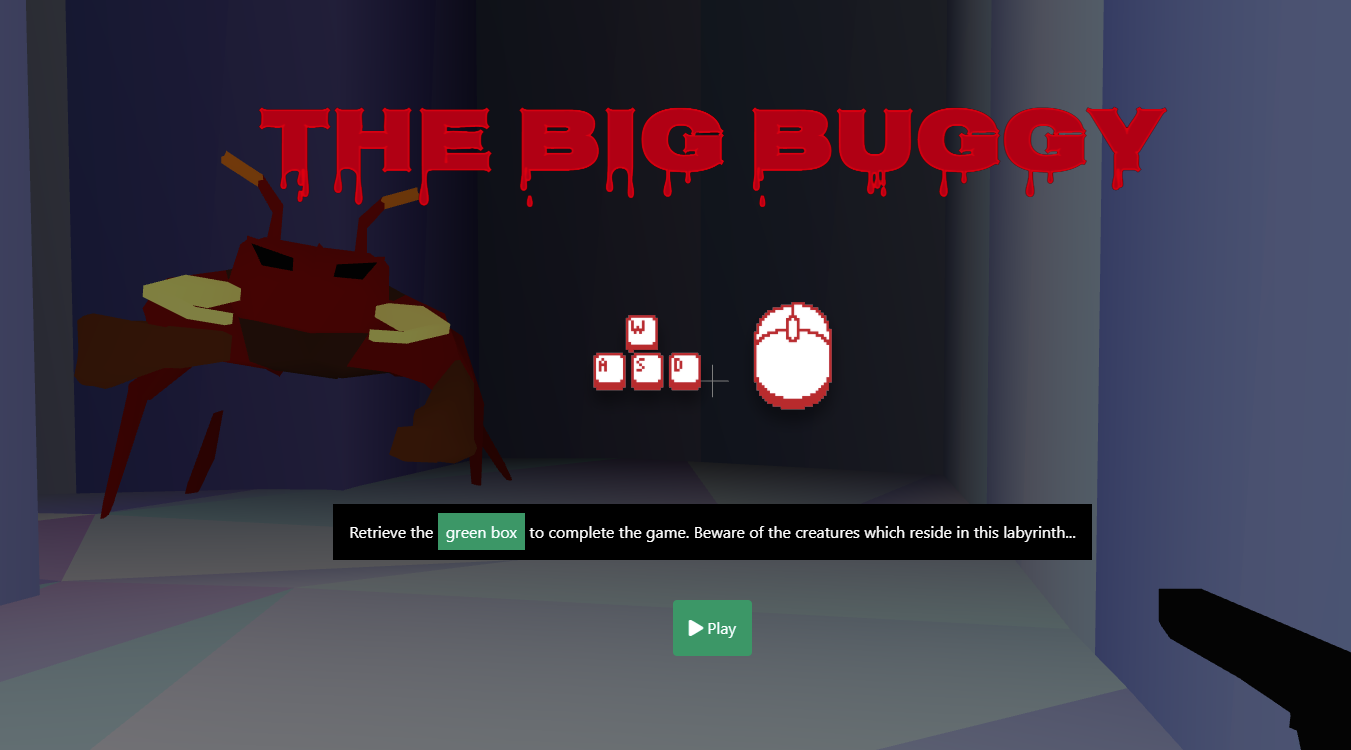 THE BIG BUGGY
W
A S D
Retrieve the green box to complete the game. Beware of the creatures which reside in this labyrinth...
Play